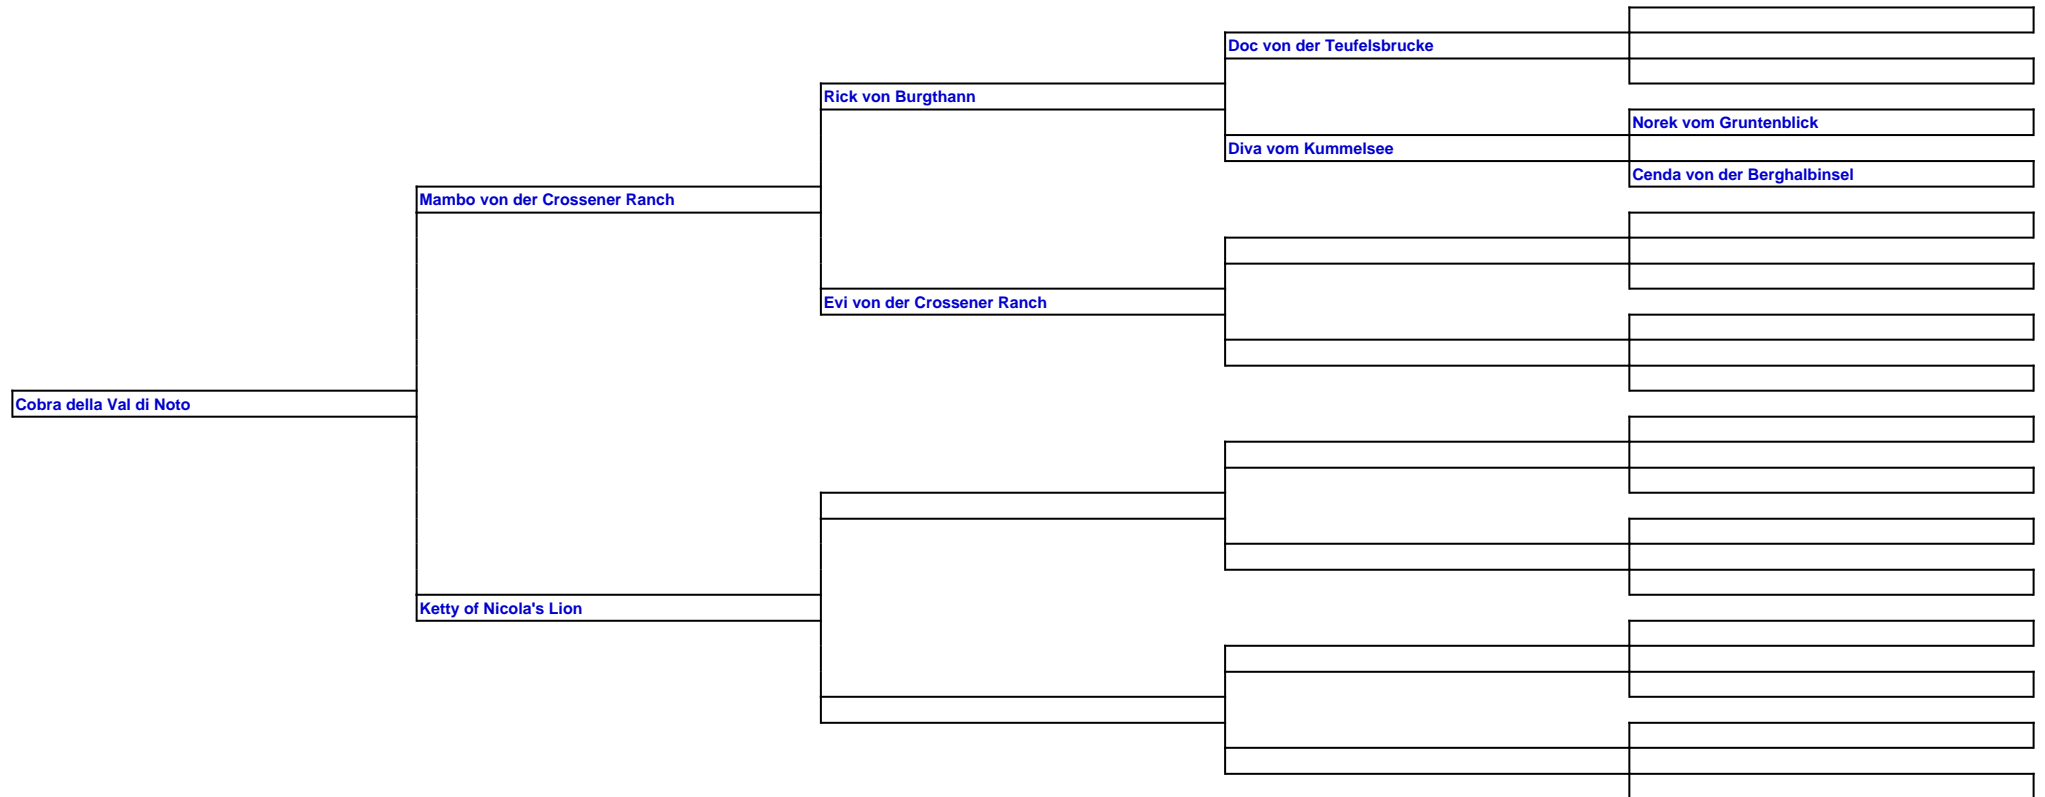 Doc von der Teufelsbrucke
Rick von Burgthann
Norek vom Gruntenblick
Diva vom Kummelsee
Cenda von der Berghalbinsel
Mambo von der Crossener Ranch
Evi von der Crossener Ranch
Cobra della Val di Noto
Ketty of Nicola's Lion